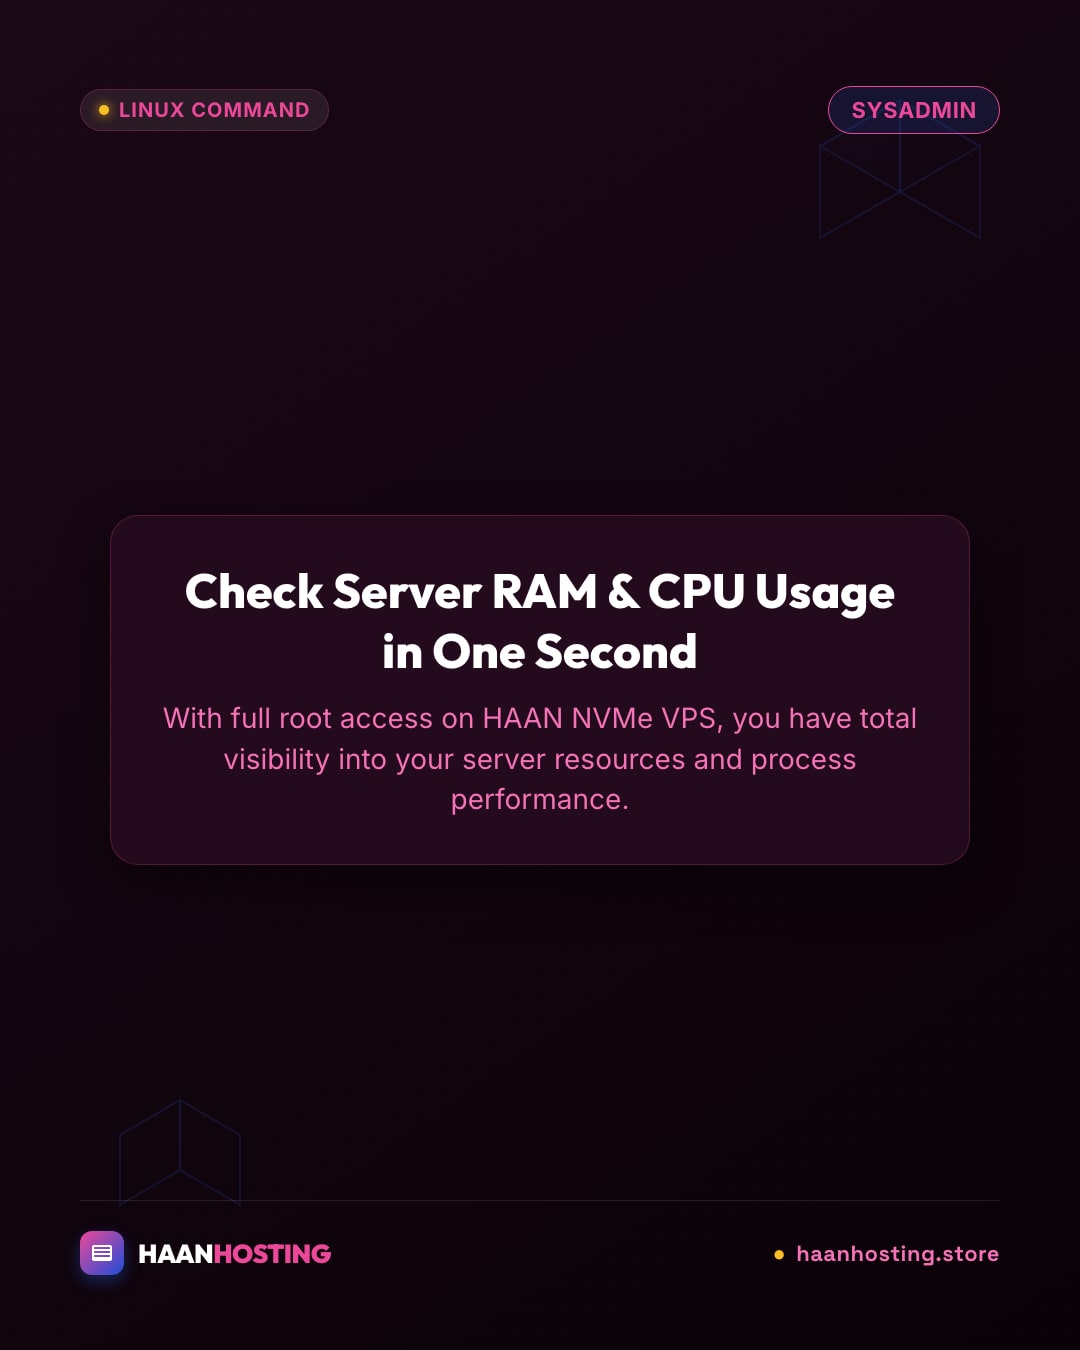 LINUX COMMAND
SYSADMIN
Check Server RAM & CPU Usage
in One Second
With full root access on HAAN NVMe VPS, you have total
visibility into your server resources and process
performance.
HAANHOSTING
haanhosting.store